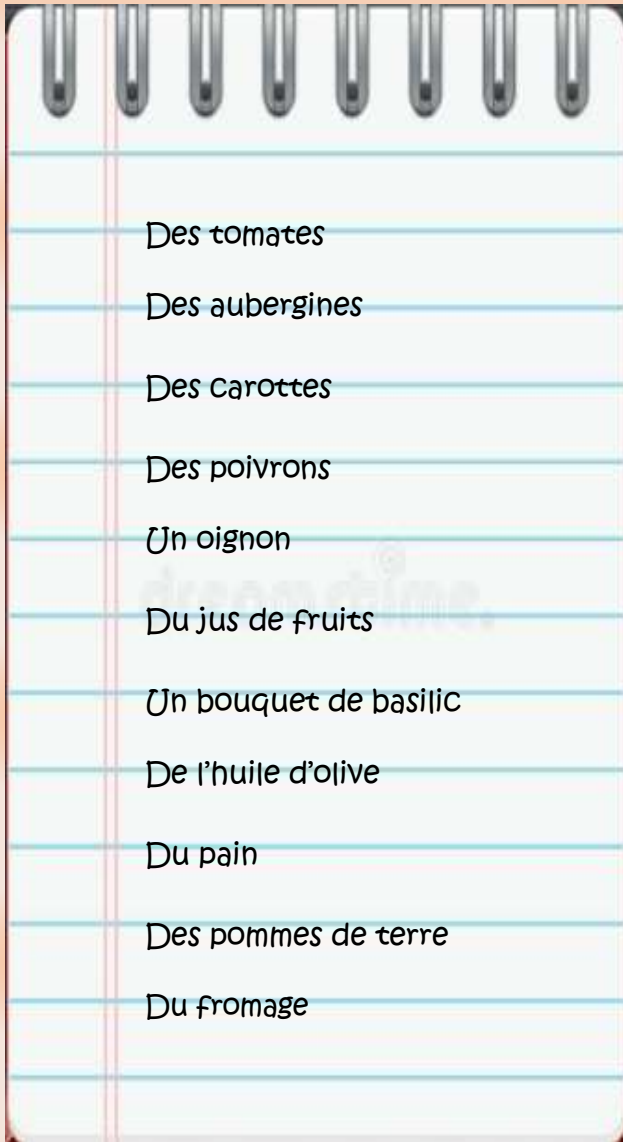 Des tomates
Des aubergines
Des carottes
Des poivrons
Un oignon
dreamstime.
Du jus de fruits
Un bouquet de basilic
De l'huile d'olive
Du pain
Des pommes de terre
Du fromage